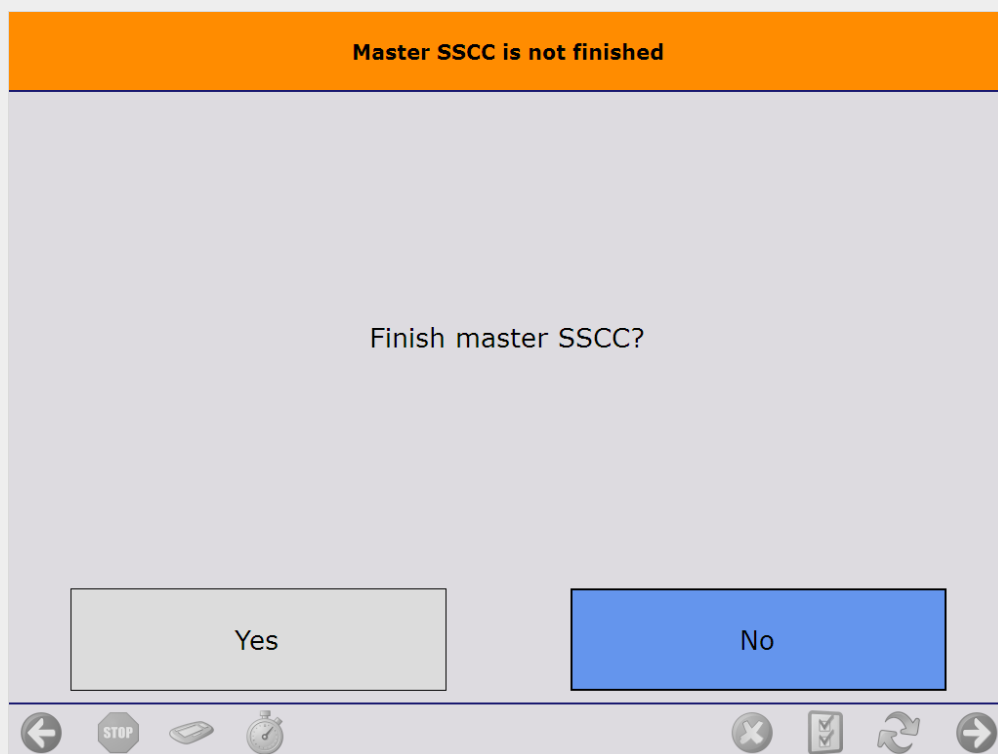 Master SSCC is not finished
Finish master SSCC?
Yes
No
STOP